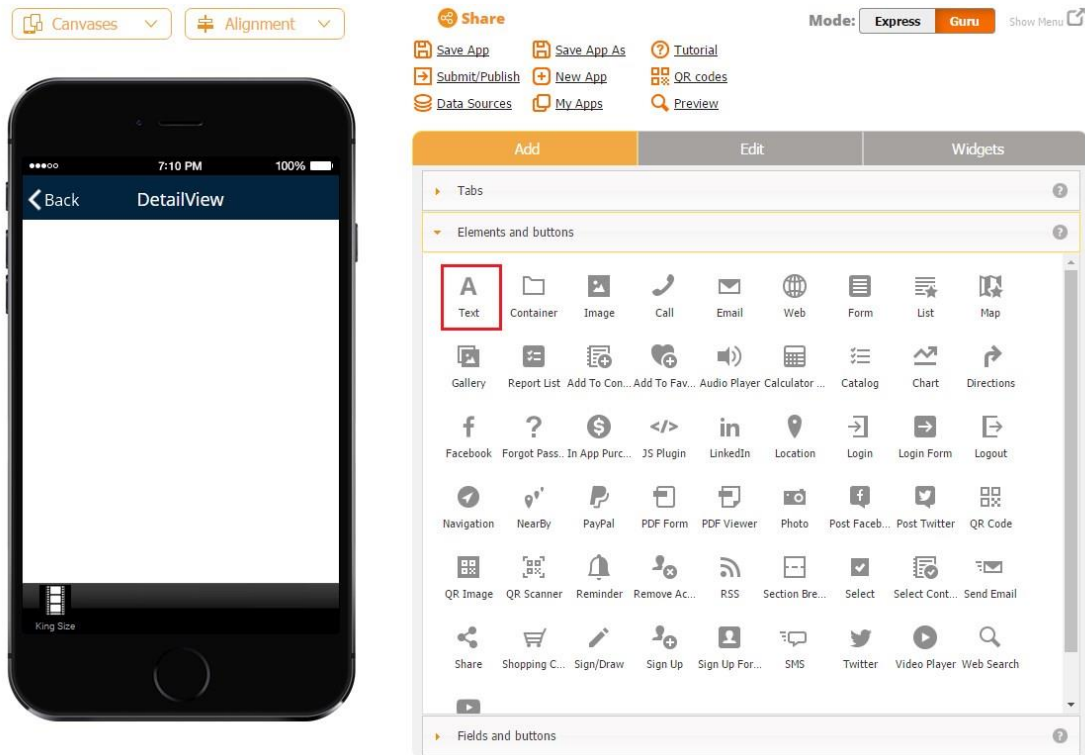 Canvases
Alignment
Share
Mode: Express Guru Show Menu
Save App Save App As Tutorial
Submit/Publish New App QR codes
Data Sources My Apps Preview
7:10 PM 100%
Back DetailView
King Size
Add Edit Widgets
Tabs
Elements and buttons
A
Text Container Image Call Email Web Form List Map
Gallery Report List Add To Con... Add To Fav... Audio Player Calculator ... Catalog Chart Directions
Facebook Forgot Pass.. In App Purc... JS Plugin LinkedIn Location Login Login Form Logout
Navigation NearBy PayPal PDF Form PDF Viewer Photo Post Faceb... Post Twitter QR Code
QR Image QR Scanner Reminder Remove Ac... RSS Section Bre... Select Select Cont... Send Email
Share Shopping C... Sign/Draw Sign Up Sign Up For... SMS Twitter Video Player Web Search
Fields and buttons